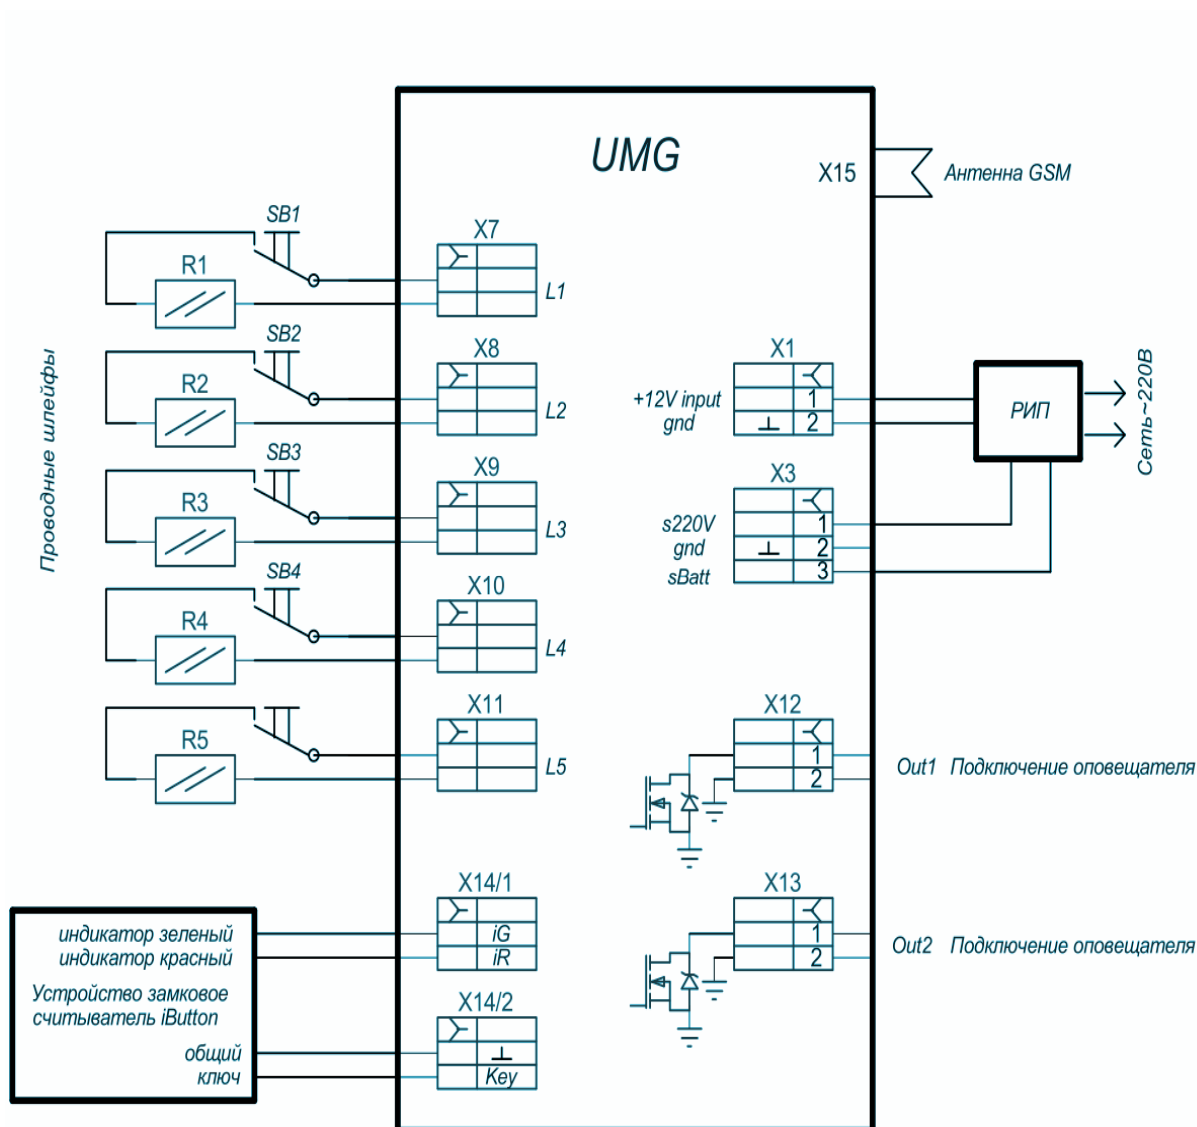 UMG
X15
Антенна GSM
SB1
X7
R1
L1
SB2
X8
R2
L2
SB3
X9
R3
L3
SB4
X10
R4
L4
X11
R5
L5
Проводные шлейфы
X1
+12V input
1
gnd
2
РИП
Сеть~220В
X3
s220V
1
gnd
2
sBatt
3
X12
1
2
Out1 Подключение оповещателя
X13
1
2
Out2 Подключение оповещателя
X14/1
индикатор зеленый
iG
индикатор красный
iR
Устройство замковое
считыватель iButton
X14/2
общий
ключ
Key